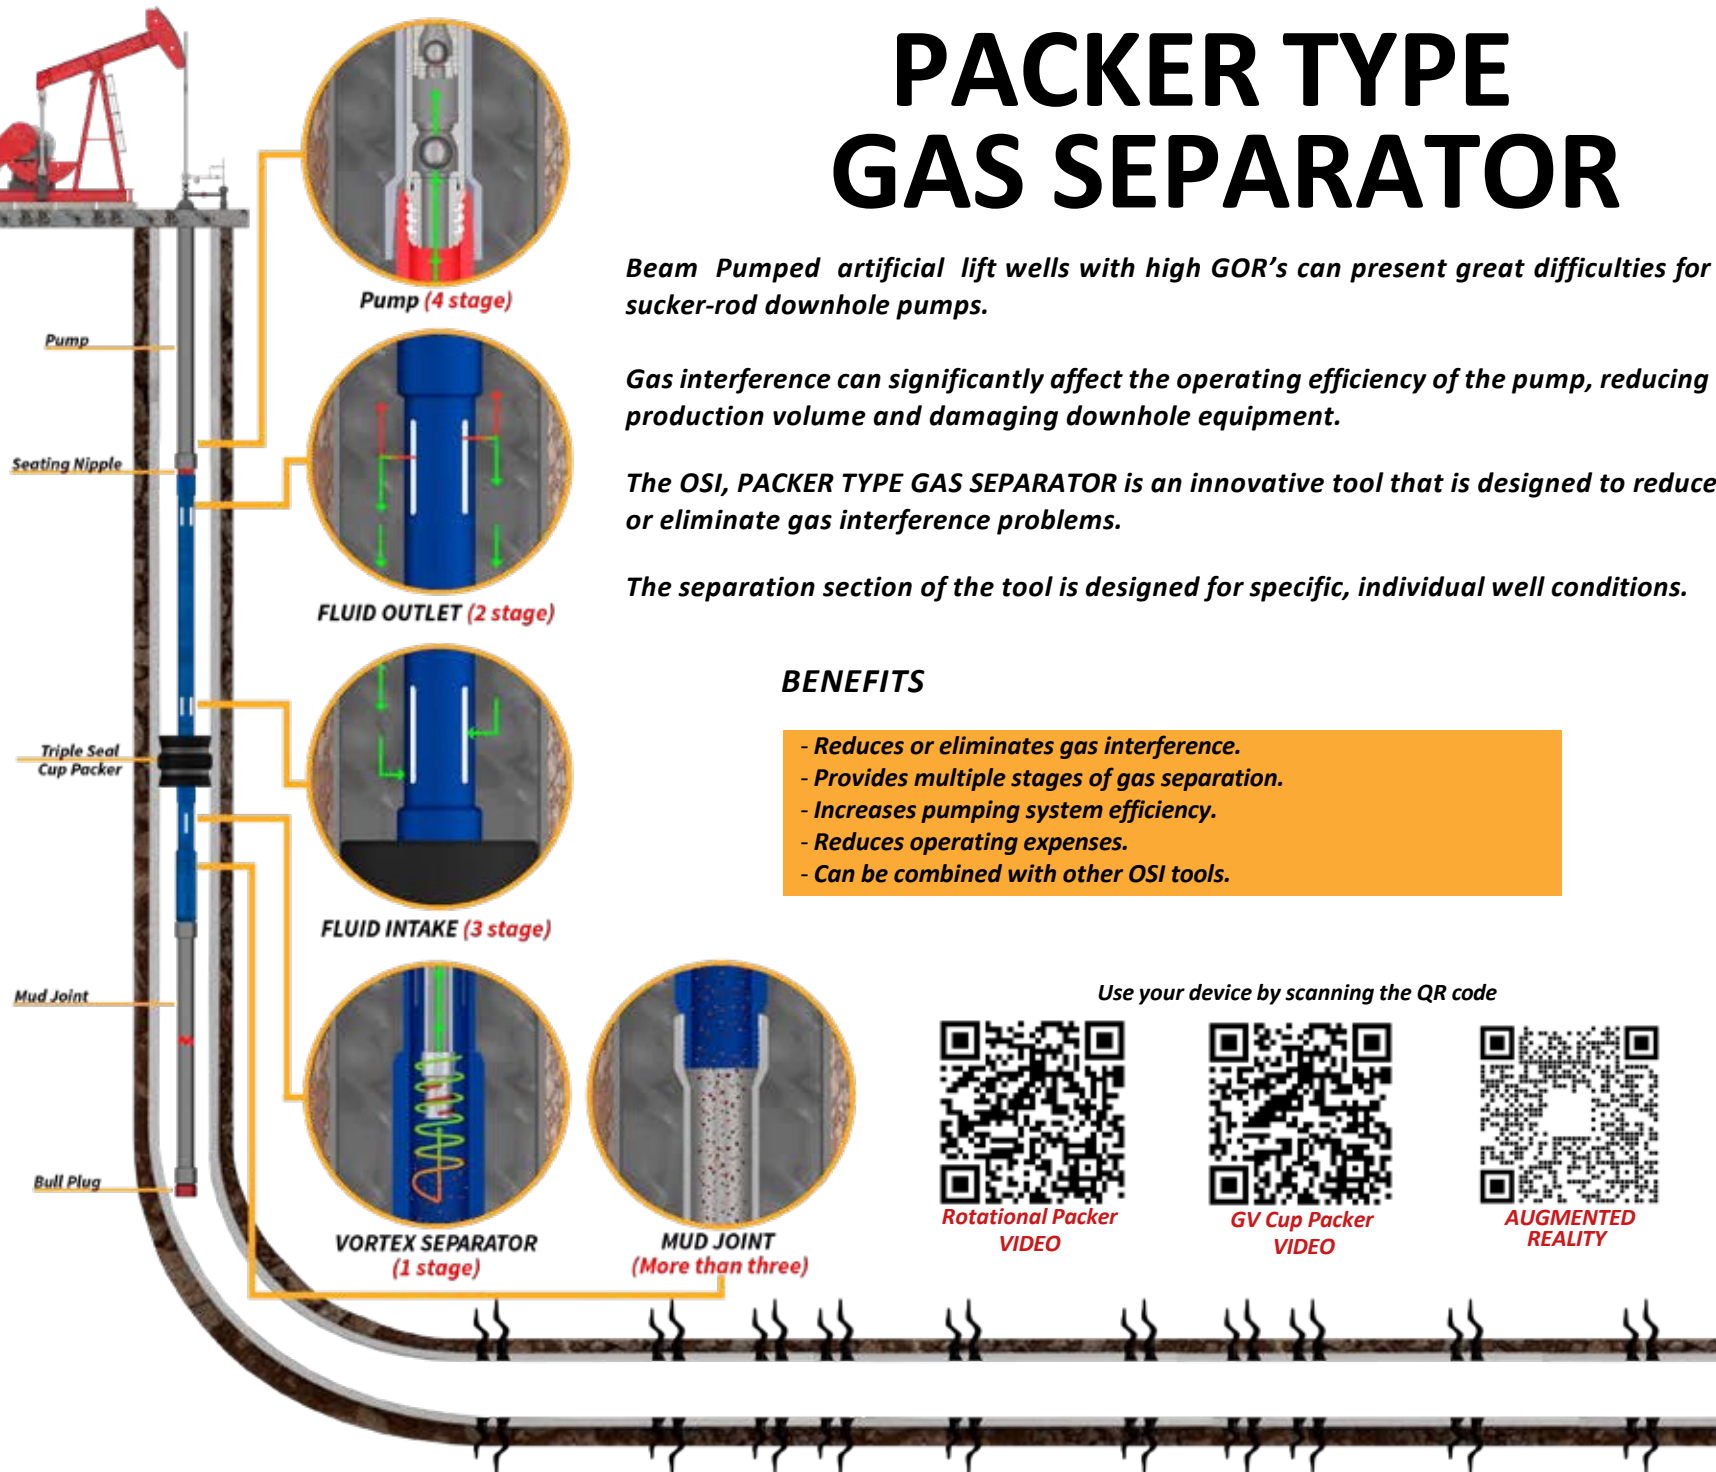 PACKER TYPE
GAS SEPARATOR
Beam Pumped artificial lift wells with high GOR’s can present great difficulties for
sucker-rod downhole pumps.
Gas interference can significantly affect the operating efficiency of the pump, reducing
production volume and damaging downhole equipment.
The OSI, PACKER TYPE GAS SEPARATOR is an innovative tool that is designed to reduce
or eliminate gas interference problems.
The separation section of the tool is designed for specific, individual well conditions.
BENEFITS
- Reduces or eliminates gas interference.
- Provides multiple stages of gas separation.
- Increases pumping system efficiency.
- Reduces operating expenses.
- Can be combined with other OSI tools.
Use your device by scanning the QR code
Rotational Packer
VIDEO
GV Cup Packer
VIDEO
AUGMENTED
REALITY
Pump
Seating Nipple
Triple Seal
Cup Packer
Mud Joint
Bull Plug
Pump (4 stage)
FLUID OUTLET (2 stage)
FLUID INTAKE (3 stage)
VORTEX SEPARATOR
(1 stage)
MUD JOINT
(More than three)